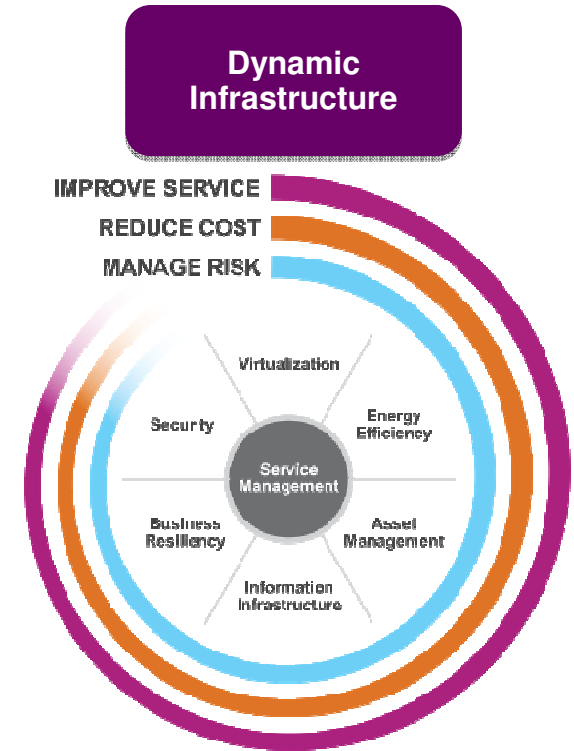 Dynamic
Infrastructure
IMPROVE SERVICE
REDUCE COST
MANAGE RISK
Virtualization
Security
Energy
Efficiency
Service
Management
Business
Resiliency
Asset
Management
Information
Infrastructure